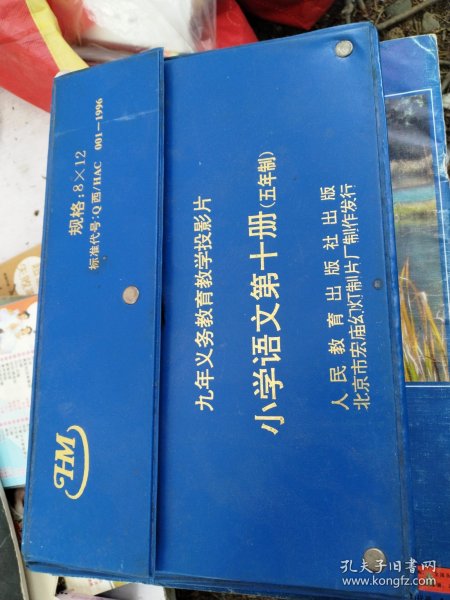 九年义务教育教学投影片
小学语文第十册(五年制)
人民教育出版社出版
北京市宏庙幻灯制片厂制作发行
规格:8×12
标准代号:Q西/HAC 001—1996
HM
孔夫子旧书网
www.kongfz.com